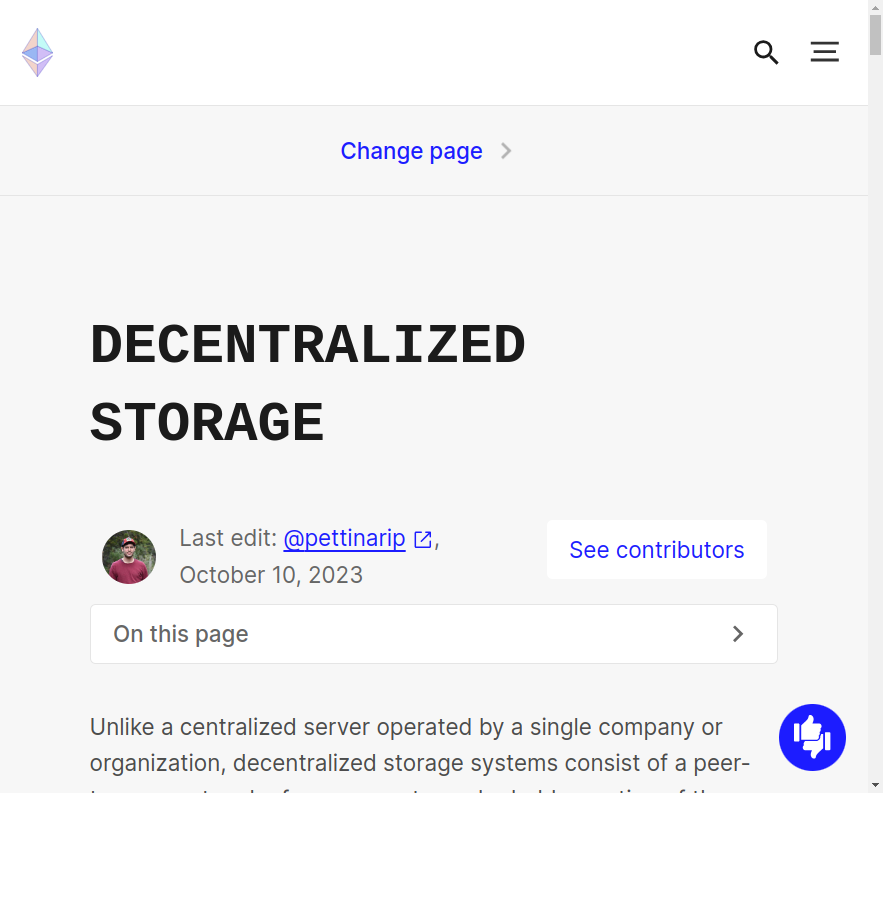 Change page
DECENTRALIZED
STORAGE
Last edit: @pettinarip,
October 10, 2023
See contributors
On this page
Unlike a centralized server operated by a single company or
organization, decentralized storage systems consist of a peer-